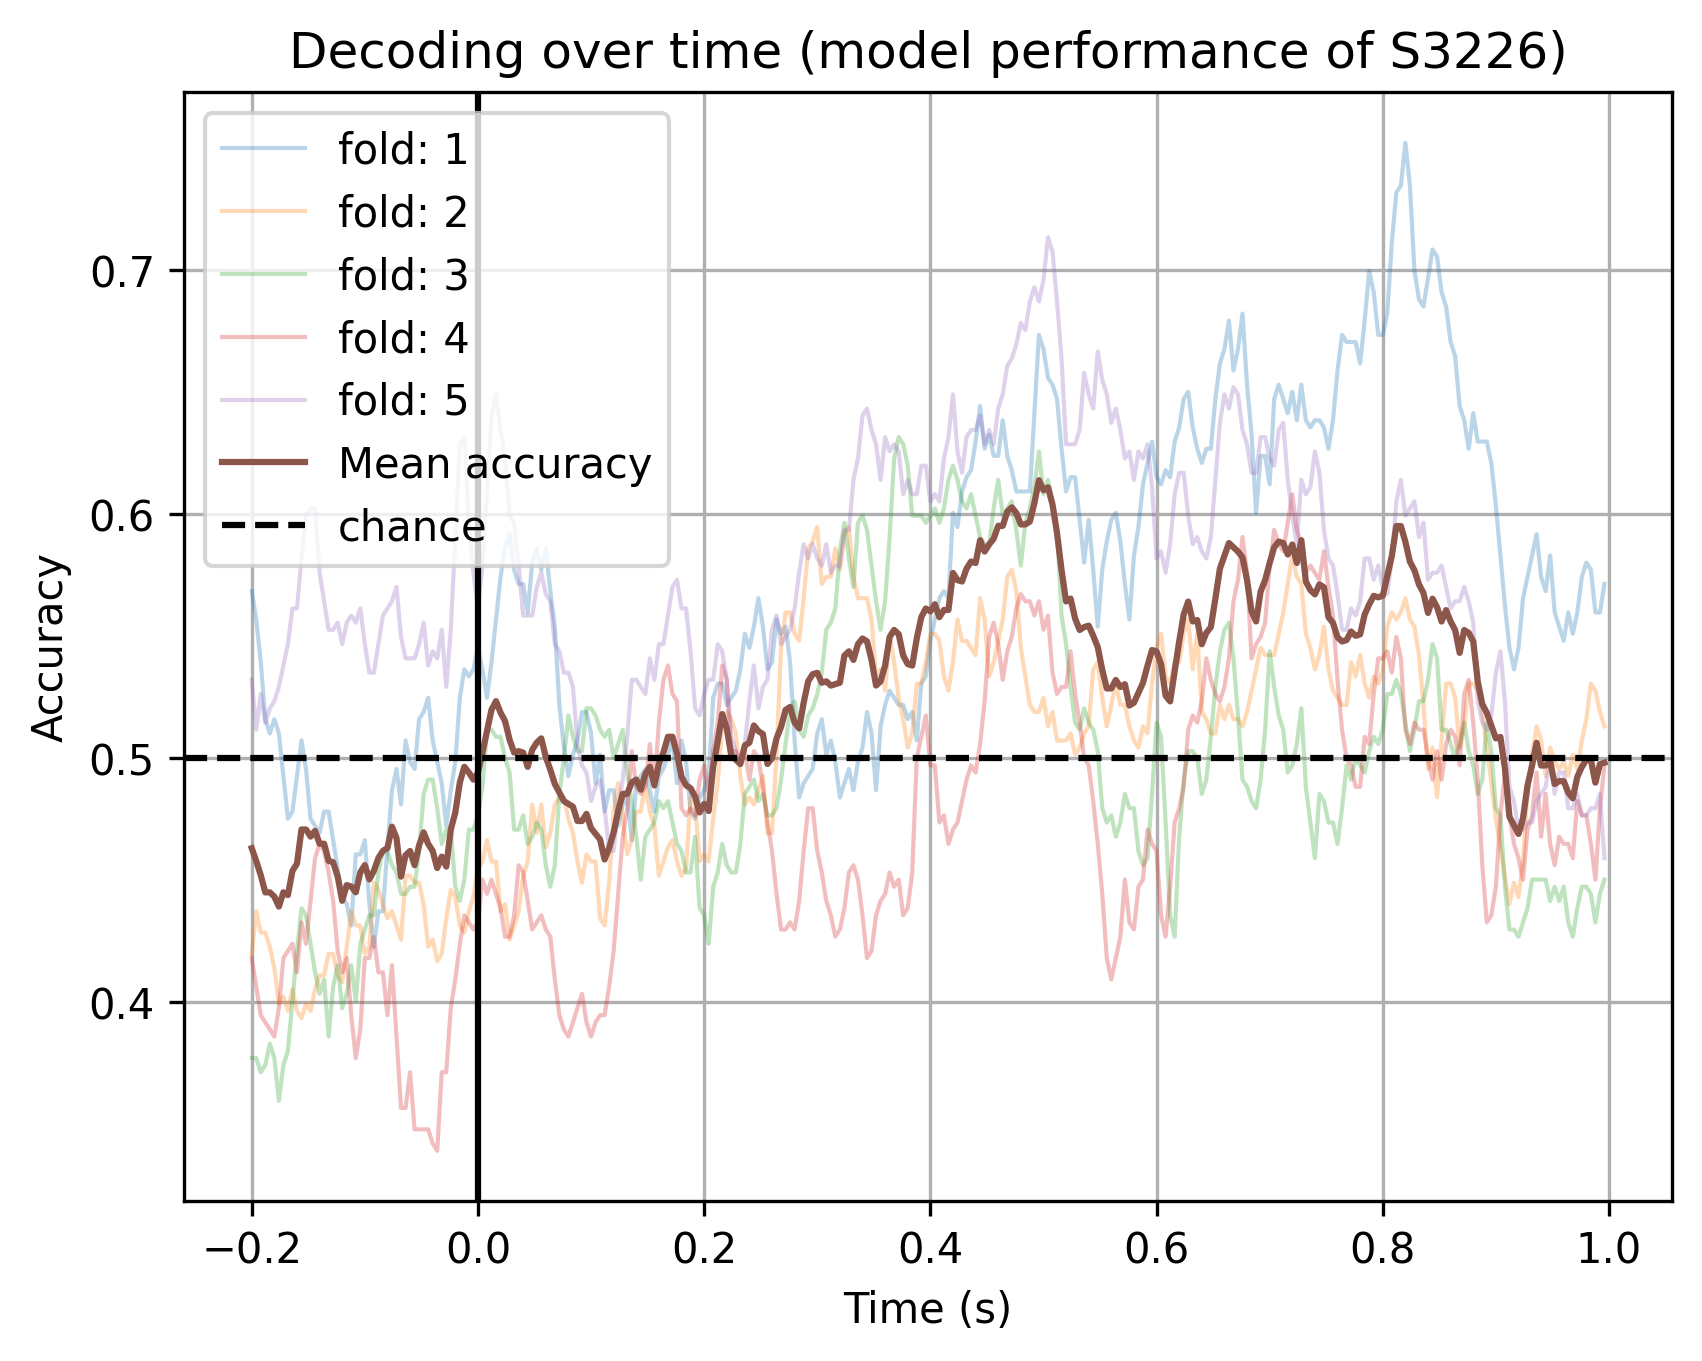 Decoding over time (model performance of S3226)
fold: 1
fold: 2
fold: 3
fold: 4
fold: 5
Mean accuracy
chance
Accuracy
0.7
0.6
0.5
0.4
−0.2 0.0 0.2 0.4 0.6 0.8 1.0
Time (s)